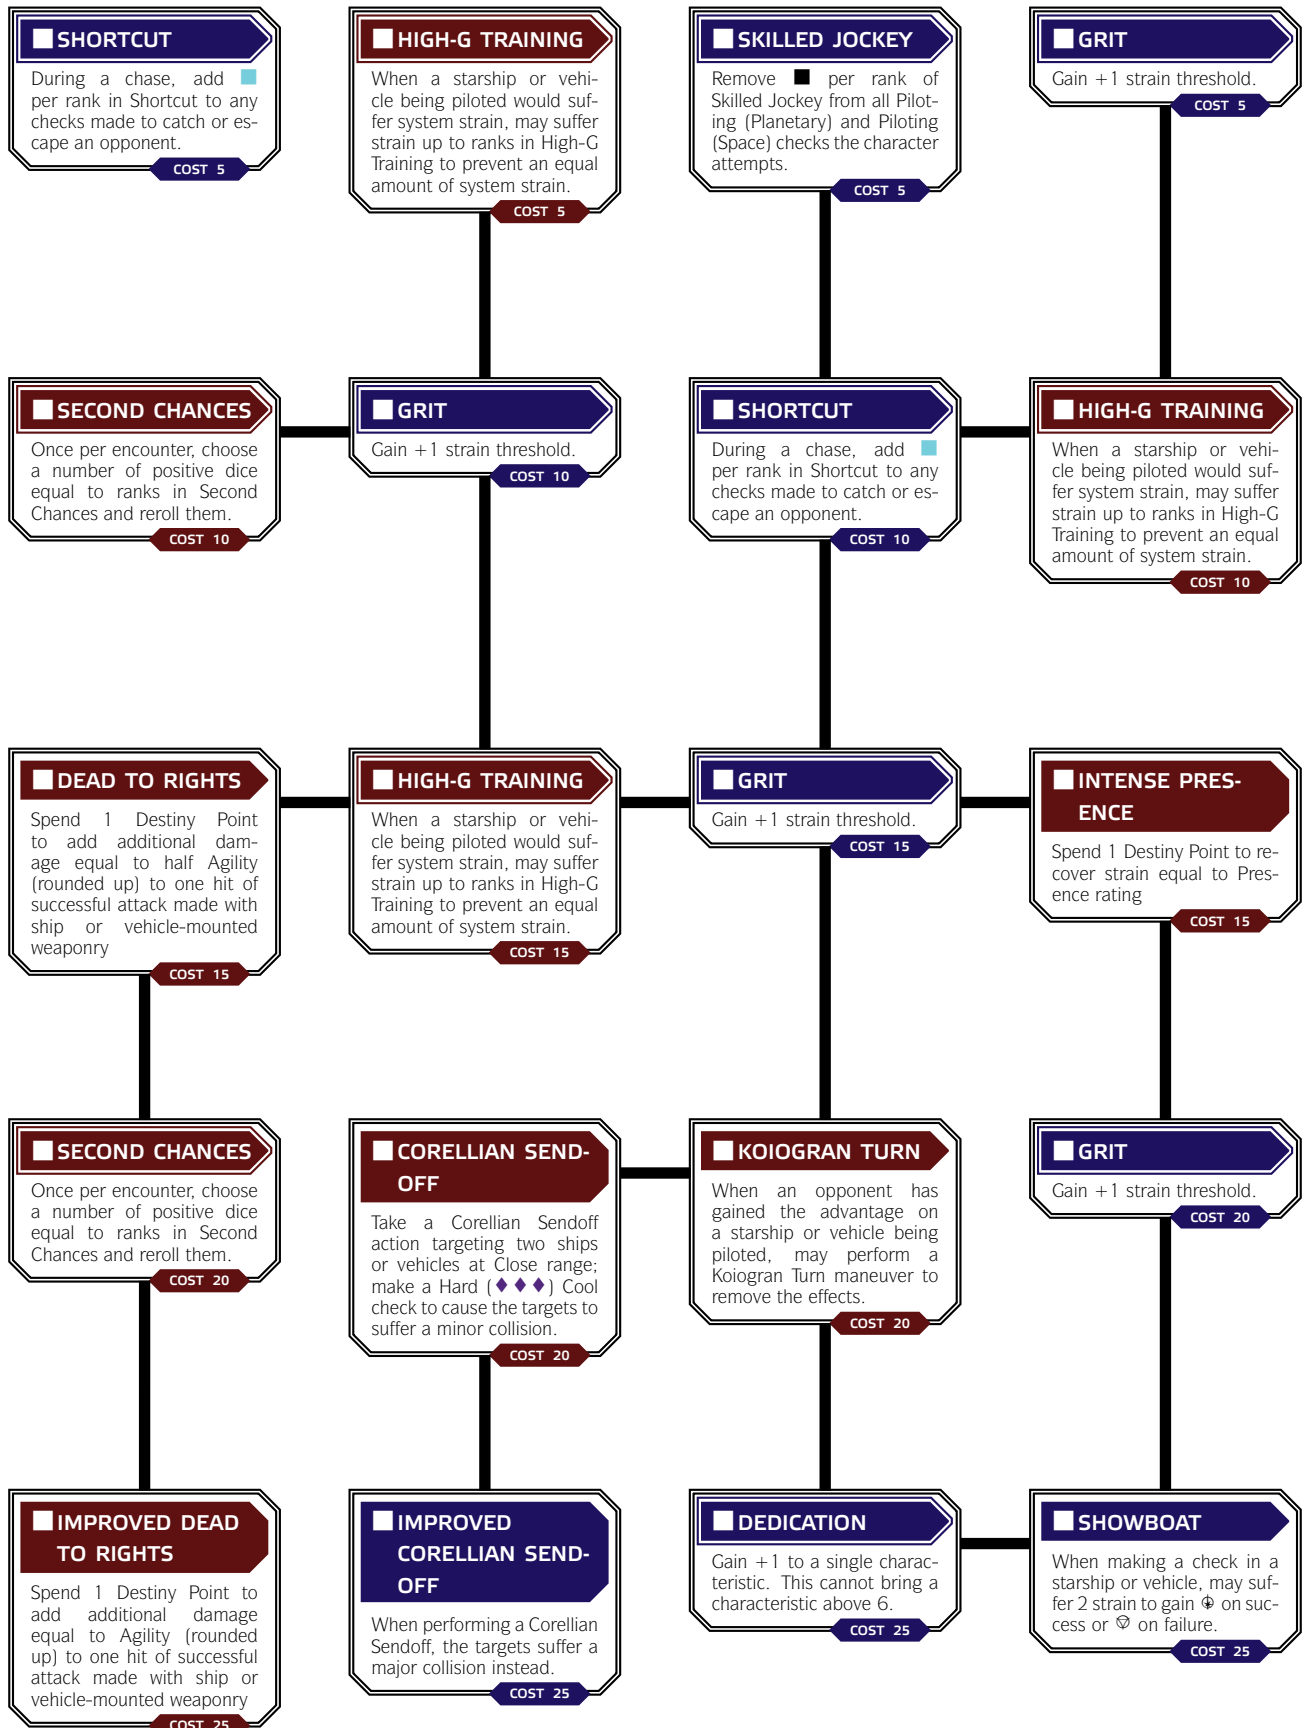 SHORTCUT
During a chase, add
per rank in Shortcut to any
checks made to catch or es-
cape an opponent.
COST 5
HIGH-G TRAINING
When a starship or vehi-
cle being piloted would suf-
fer system strain, may suffer
strain up to ranks in High-G
Training to prevent an equal
amount of system strain.
COST 5
SKILLED JOCKEY
Remove ■ per rank of
Skilled Jockey from all Pilot-
ing (Planetary) and Piloting
(Space) checks the character
attempts.
COST 5
GRIT
Gain +1 strain threshold.
COST 5
SECOND CHANCES
Once per encounter, choose
a number of positive dice
equal to ranks in Second
Chances and reroll them.
COST 10
GRIT
Gain +1 strain threshold.
COST 10
SHORTCUT
During a chase, add
per rank in Shortcut to any
checks made to catch or es-
cape an opponent.
COST 10
HIGH-G TRAINING
When a starship or vehi-
cle being piloted would suf-
fer system strain, may suffer
strain up to ranks in High-G
Training to prevent an equal
amount of system strain.
COST 10
DEAD TO RIGHTS
Spend 1 Destiny Point
to add additional dam-
age equal to half Agility
(rounded up) to one hit of
successful attack made with
ship or vehicle-mounted
weaponry
COST 15
HIGH-G TRAINING
When a starship or vehi-
cle being piloted would suf-
fer system strain, may suffer
strain up to ranks in High-G
Training to prevent an equal
amount of system strain.
COST 15
GRIT
Gain +1 strain threshold.
COST 15
INTENSE PRES-
ENCE
Spend 1 Destiny Point to re-
cover strain equal to Pres-
ence rating
COST 15
SECOND CHANCES
Once per encounter, choose
a number of positive dice
equal to ranks in Second
Chances and reroll them.
COST 20
CORELLIAN SEND-
OFF
Take a Corellian Sendoff
action targeting two ships
or vehicles at Close range;
make a Hard (♦ ♦ ♦) Cool
check to cause the targets to
suffer a minor collision.
COST 20
KOIOGRAN TURN
When an opponent has
gained the advantage on
a starship or vehicle being
piloted, may perform a
Koiogran Turn maneuver to
remove the effects.
COST 20
GRIT
Gain +1 strain threshold.
COST 20
IMPROVED DEAD
TO RIGHTS
Spend 1 Destiny Point to
add additional damage
equal to Agility (rounded
up) to one hit of successful
attack made with ship or
vehicle-mounted weaponry
COST 25
IMPROVED
CORELLIAN SEND-
OFF
When performing a Corellian
Sendoff, the targets suffer a
major collision instead.
COST 25
DEDICATION
Gain +1 to a single charac-
teristic. This cannot bring a
characteristic above 6.
COST 25
SHOWBOAT
When making a check in a
starship or vehicle, may suf-
fer 2 strain to gain on suc-
cess or on failure.
COST 25